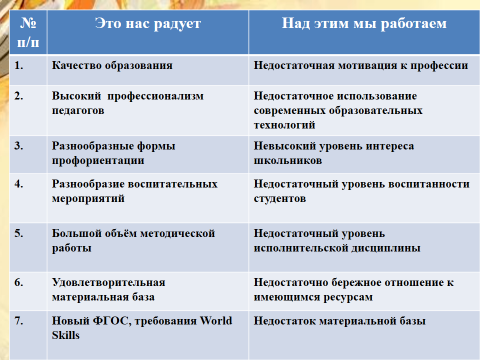 №
п/п
Это нас радует
Над этим мы работаем
1.
Качество образования
Недостаточная мотивация к профессии
2.
Высокий профессионализм
педагогов
Недостаточное использование
современных образовательных
технологий
3.
Разнообразные формы
профориентации
Невысокий уровень интереса
школьников
4.
Разнообразие воспитательных
мероприятий
Недостаточный уровень воспитанности
студентов
5.
Большой объём методической
работы
Недостаточный уровень
исполнительской дисциплины
6.
Удовлетворительная
материальная база
Недостаточно бережное отношение к
имеющимся ресурсам
7.
Новый ФГОС, требования World
Skills
Недостаток материальной базы